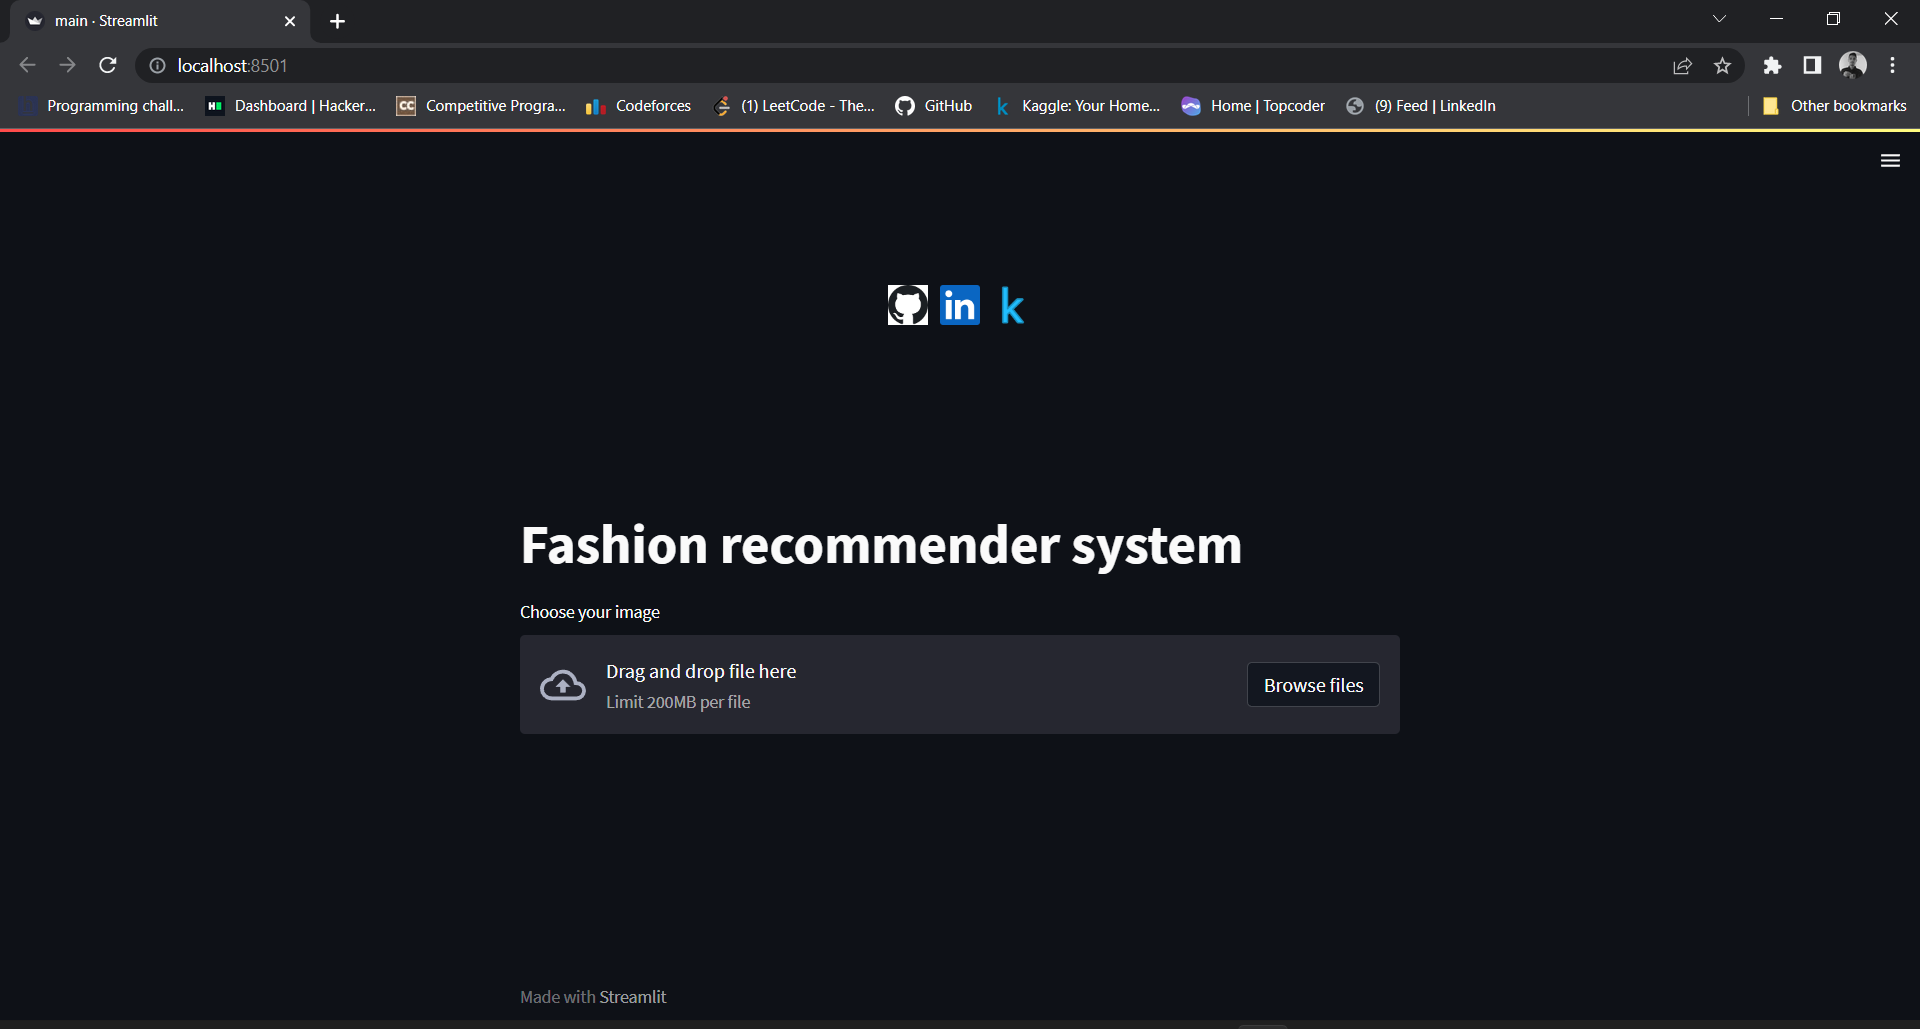 main · Streamlit
localhost:8501
Programming chall... Dashboard | Hacker... CC Competitive Progra... Codeforces (1) LeetCode - The... GitHub k Kaggle: Your Home... Home | Topcoder (9) Feed | LinkedIn Other bookmarks
in k
Fashion recommender system
Choose your image
Drag and drop file here
Limit 200MB per file
Browse files
Made with Streamlit